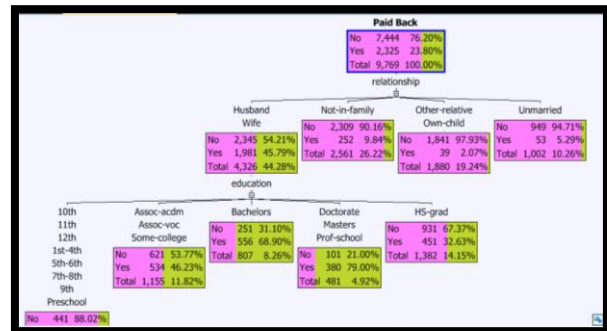 Paid Back
No 7,444 76.20%
Yes 2,325 23.80%
Total 9,769 100.00%
relationship
Husband
Wife
No 2,345 54.21%
Yes 1,981 45.79%
Total 4,326 44.28%
Not-in-family
No 2,309 90.16%
Yes 252 9.84%
Total 2,561 26.22%
Other-relative
Own-child
No 1,841 97.93%
Yes 39 2.07%
Total 1,880 19.24%
Unmarried
No 949 94.71%
Yes 53 5.29%
Total 1,002 10.26%
education
10th
11th
12th
1st-4th
5th-6th
7th-8th
9th
Preschool
No 441 88.02%
Assoc-acdm
Assoc-voc
Some-college
No 621 53.77%
Yes 534 46.23%
Total 1,155 11.82%
Bachelors
No 251 31.10%
Yes 556 68.90%
Total 807 8.26%
Doctorate
Masters
Prof-school
No 101 21.00%
Yes 380 79.00%
Total 481 4.92%
HS-grad
No 931 67.37%
Yes 451 32.63%
Total 1,382 14.15%